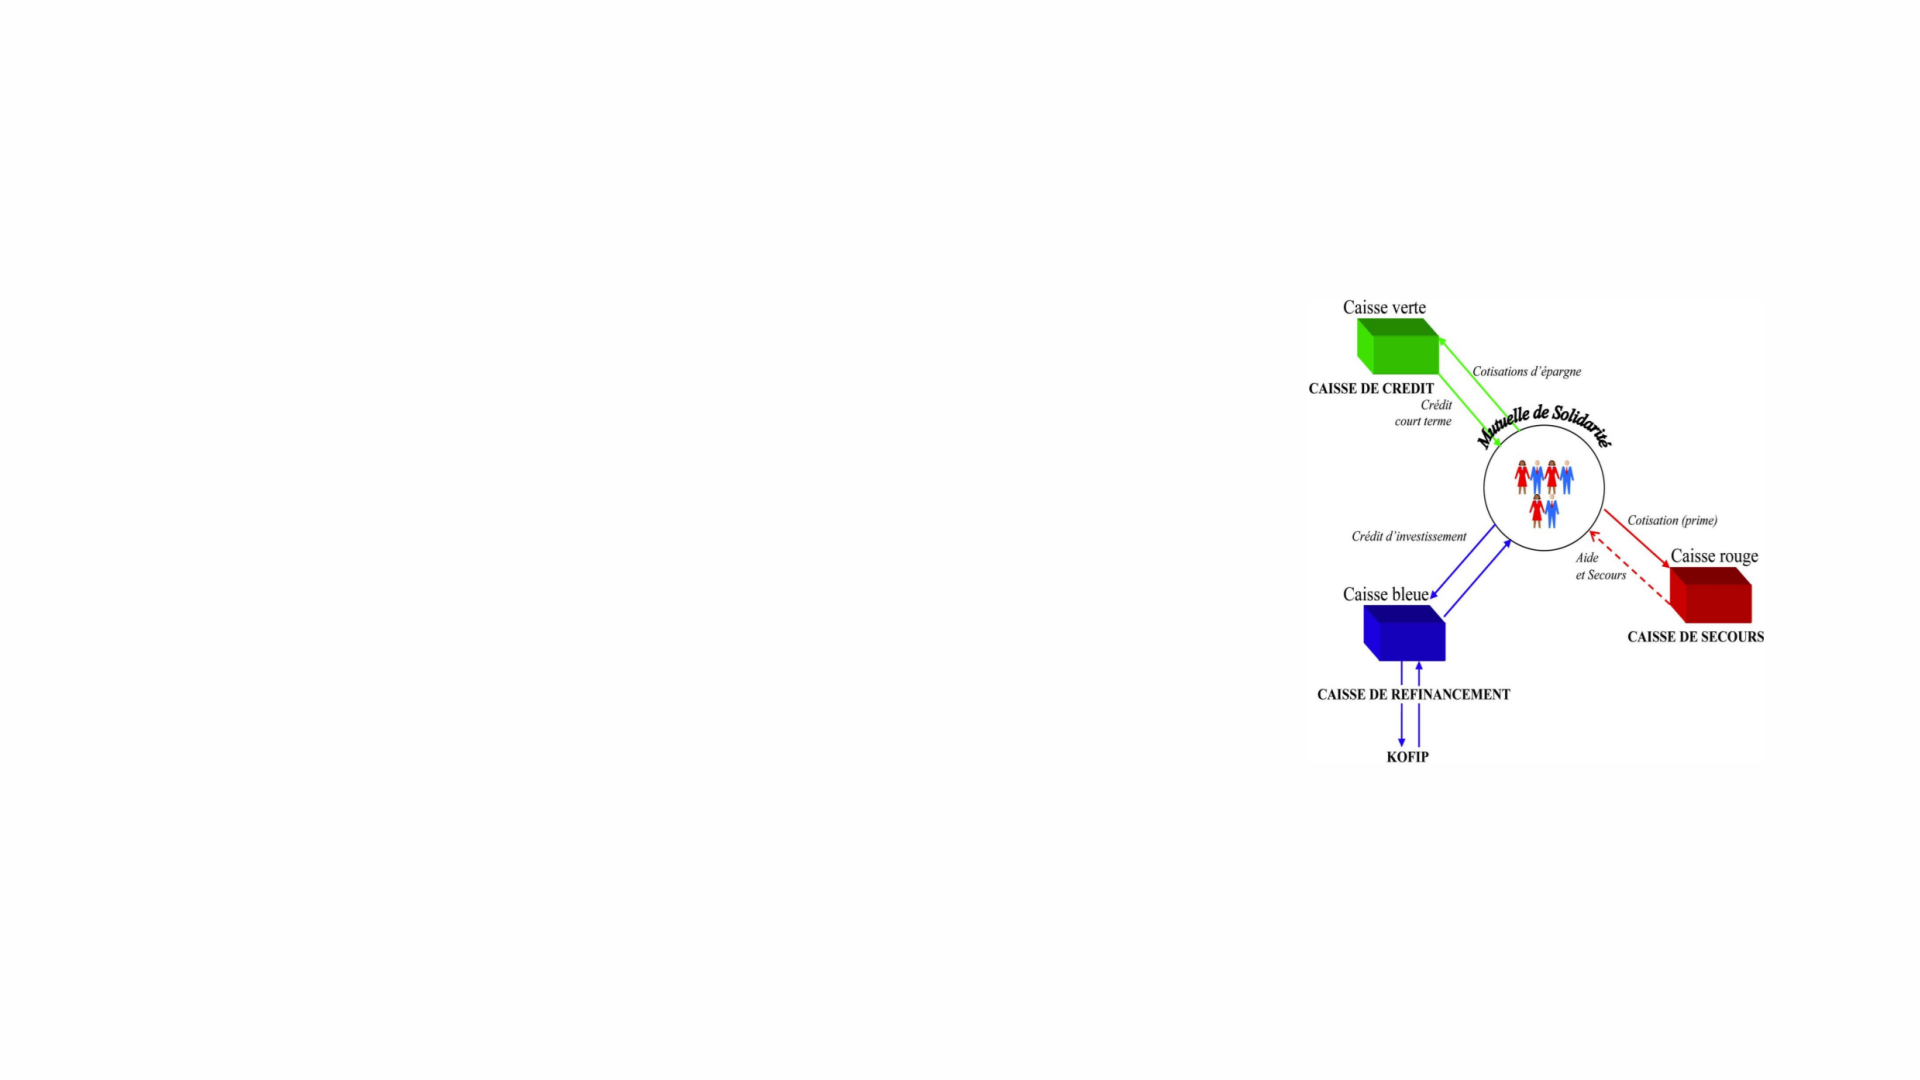 Caisse verte
Cotisations d'épargne
CAISSE DE CREDIT
Crédit
court terme
Mutuelle de Solidarité
Cotisation (prime)
Crédit d'investissement
Aide
et Secours
Caisse rouge
Caisse bleue
CAISSE DE SECOURS
CAISSE DE REFINANCEMENT
KOFIP